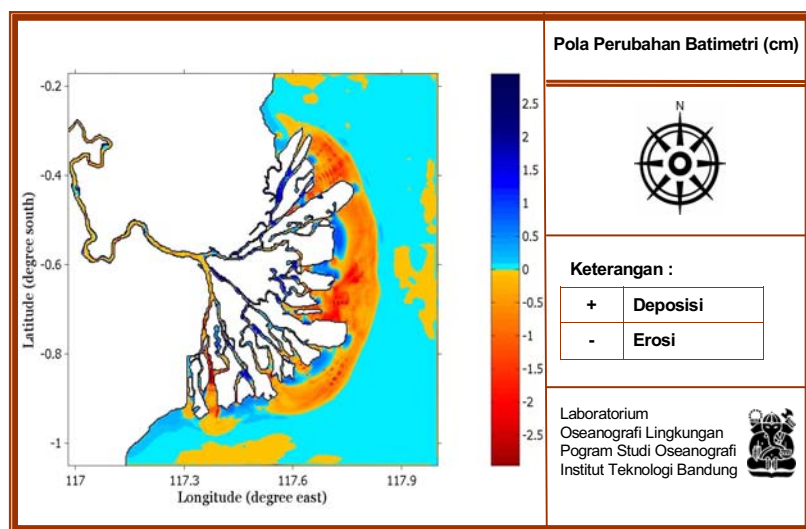 Pola Perubahan Batimetri (cm)
-0.2
-0.4
-0.6
-0.8
-1
Latitude (degree south)
117
117.3
117.6
117.9
Longitude (degree east)
2.5
2
1.5
1
0.5
0
-0.5
-1
-1.5
-2
-2.5
N
Keterangan :
+ Deposisi
- Erosi
Laboratorium
Oseanografi Lingkungan
Pogram Studi Oseanografi
Institut Teknologi Bandung